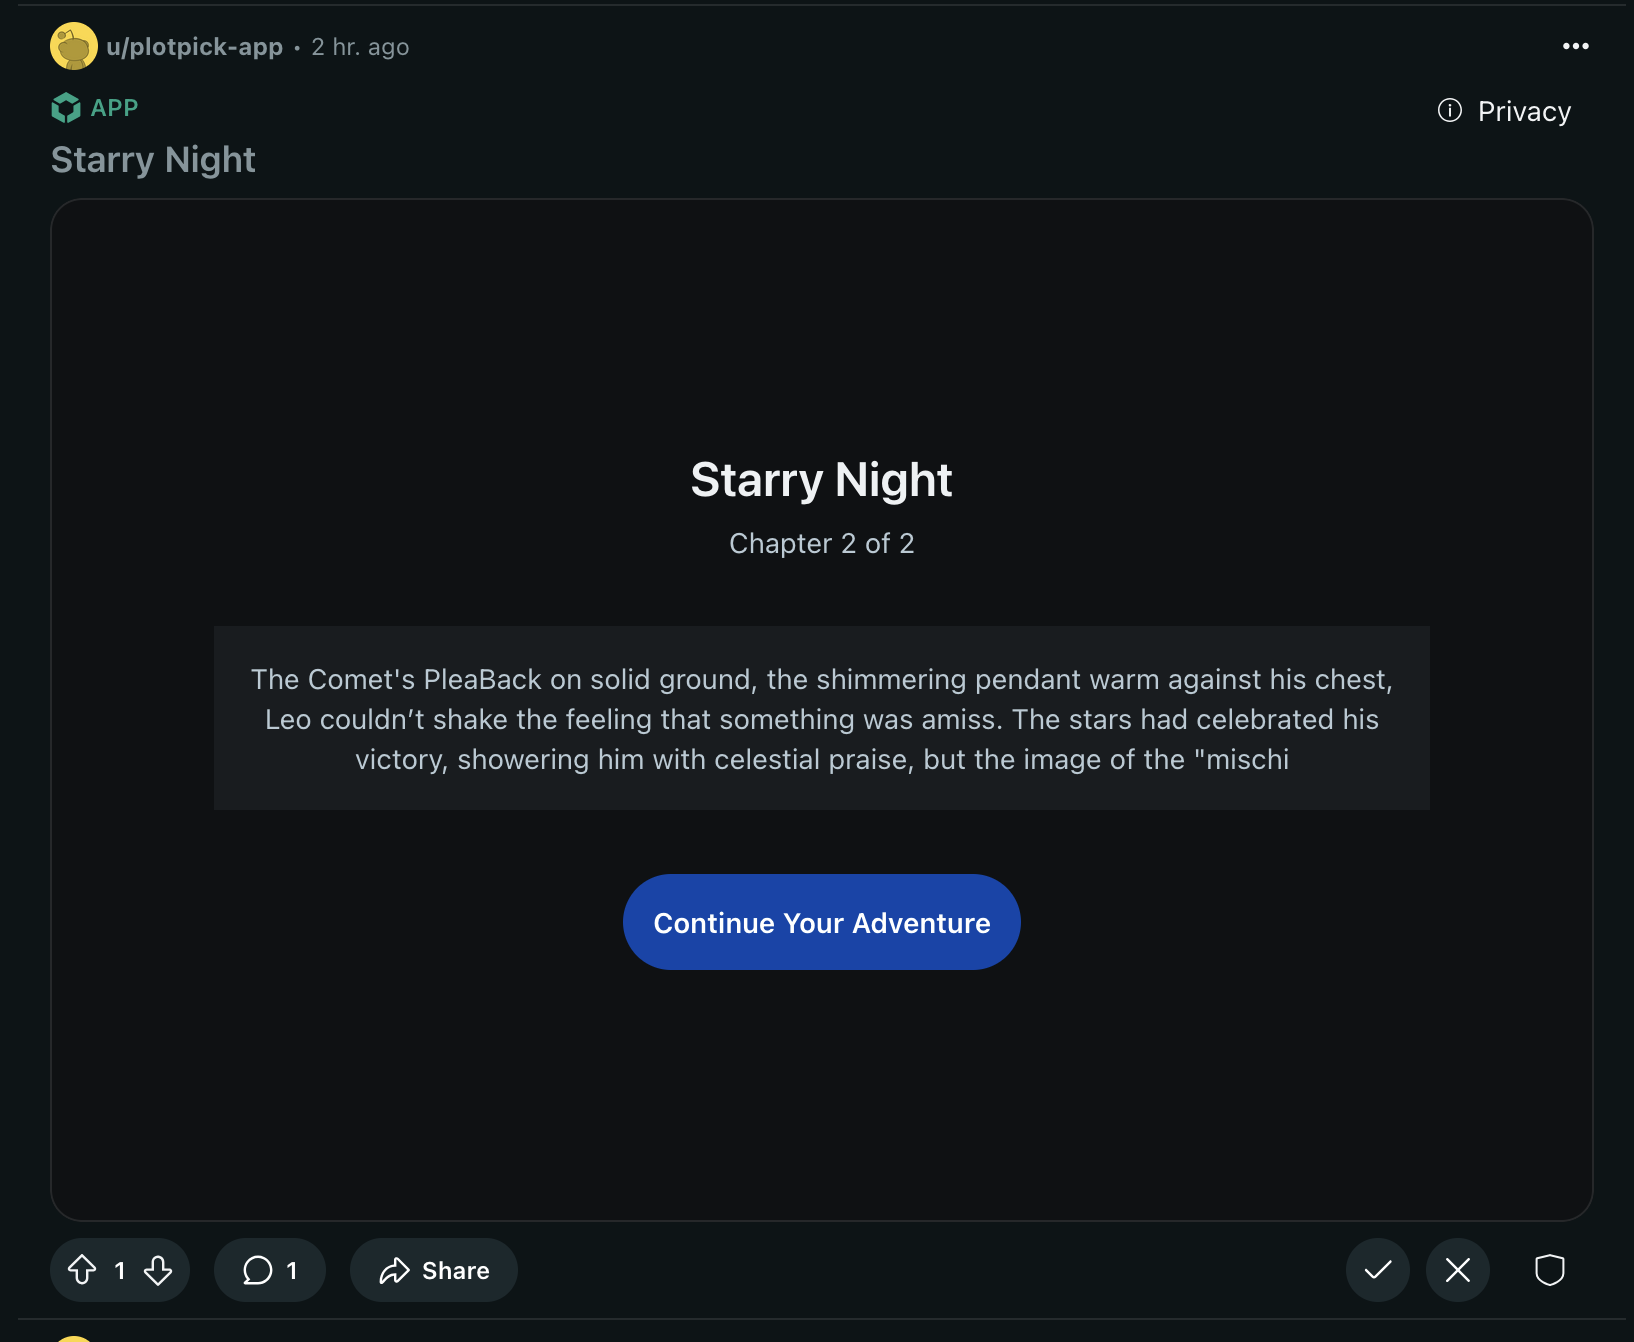 u/plotpick-app • 2 hr. ago
APP
Privacy
Starry Night
Starry Night
Chapter 2 of 2
The Comet's PleaBack on solid ground, the shimmering pendant warm against his chest,
Leo couldn’t shake the feeling that something was amiss. The stars had celebrated his
victory, showering him with celestial praise, but the image of the "mischi
Continue Your Adventure
1
1
Share